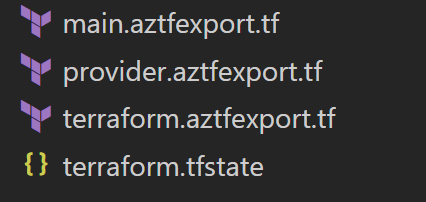 main.aztfexport.tf
provider.aztfexport.tf
terraform.aztfexport.tf
terraform.tfstate